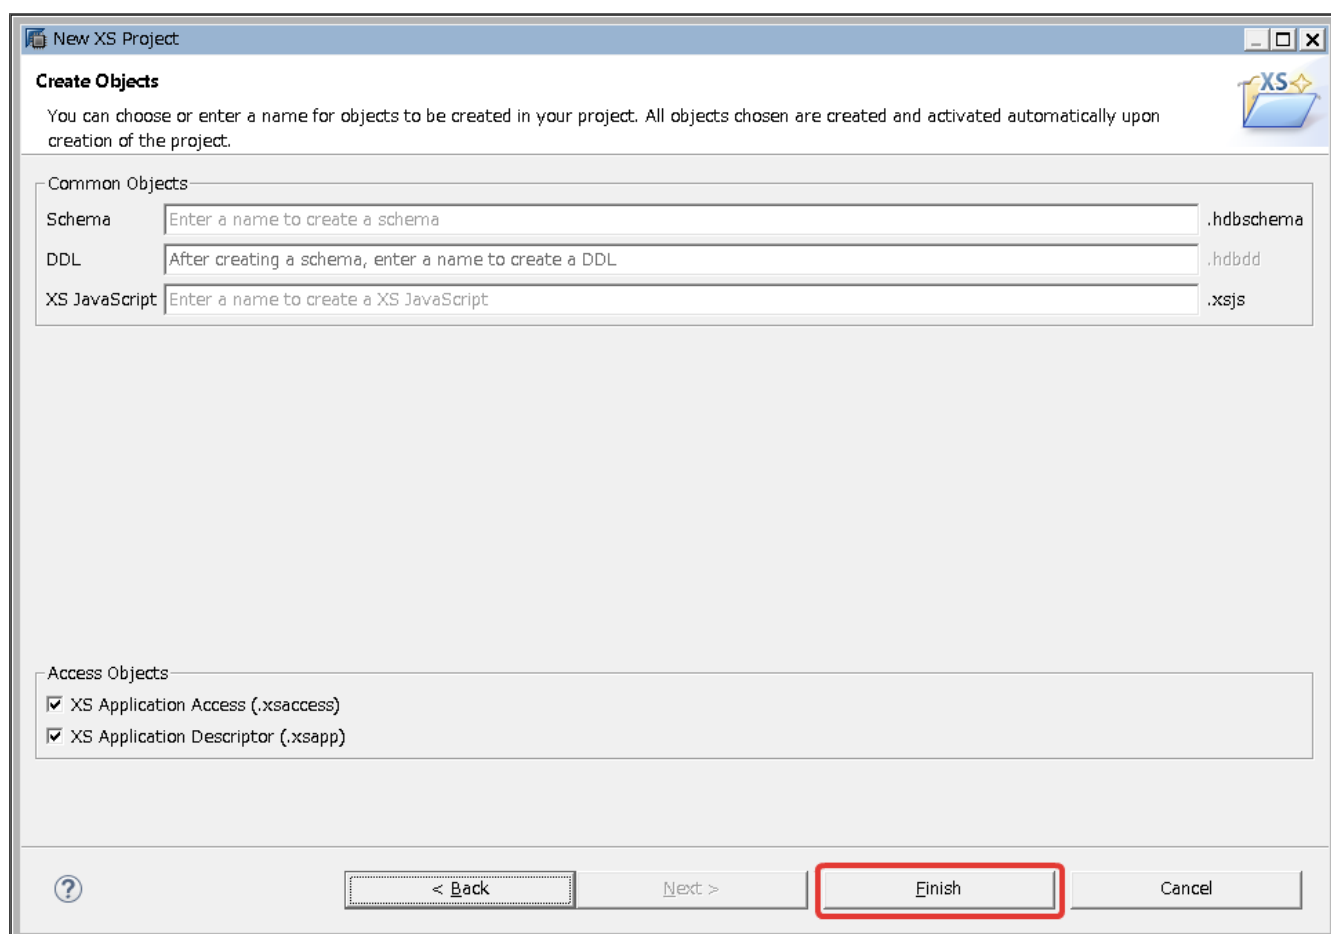 New XS Project
Create Objects
XS
You can choose or enter a name for objects to be created in your project. All objects chosen are created and activated automatically upon
creation of the project.
Common Objects
Schema Enter a name to create a schema .hdbschema
DDL After creating a schema, enter a name to create a DDL .hdbdd
XS JavaScript Enter a name to create a XS JavaScript .xsjs
Access Objects
XS Application Access (.xsaccess)
XS Application Descriptor (.xsapp)
? < Back Next > Finish Cancel